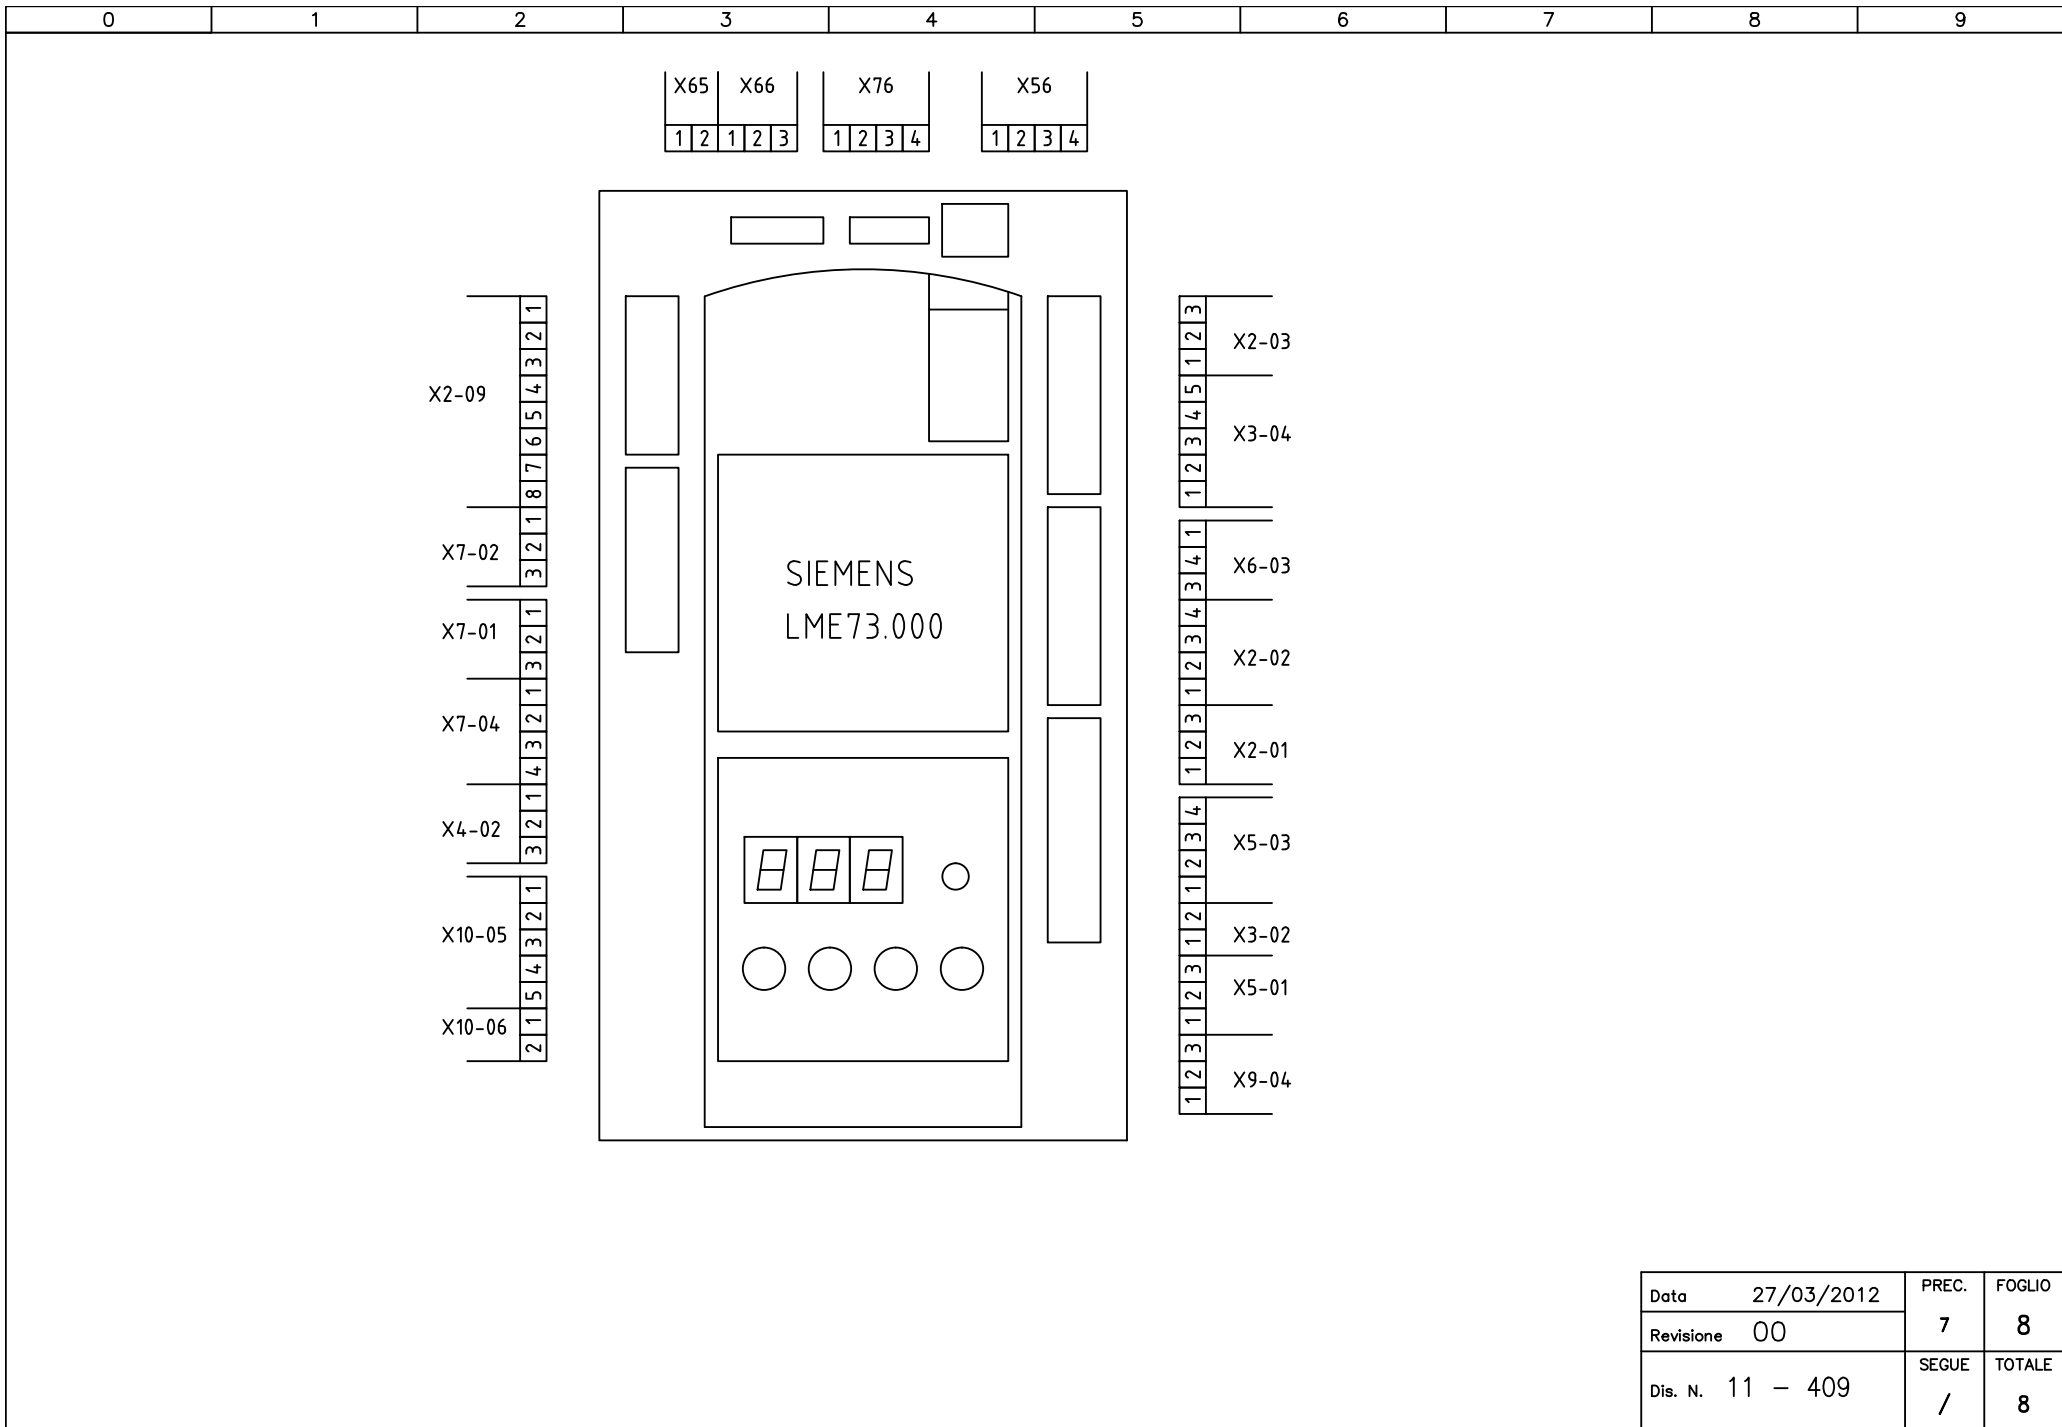 0 1 2 3 4 5 6 7 8 9
X65 X66 X76 X56
1 2 1 2 3 1 2 3 4 1 2 3 4
X2-09
1 2 3 4 5 6 7 8
X7-02
1 2 3
X7-01
1 2 3
X7-04
1 2 3 4
X4-02
1 2 3
X10-05
1 2 3 4 5
X10-06
1 2
SIEMENS
LME73.000
888
3 2 1
X2-03
5 4 3 2 1
X3-04
1 4 3
X6-03
4 3 2 1
X2-02
3 2 1
X2-01
4 3 2 1
X5-03
2 1
X3-02
3 2 1
X5-01
3 2 1
X9-04
Data 27/03/2012
Revisione 00
Dis. N. 11 - 409
PREC.
7
FOGLIO
8
SEGUE
/
TOTALE
8